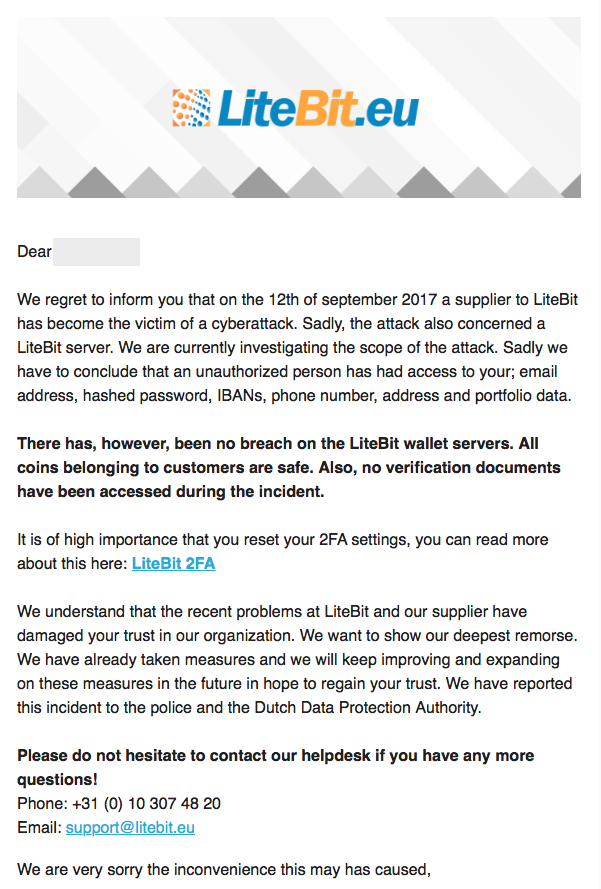 LiteBit.eu
Dear
We regret to inform you that on the 12th of september 2017 a supplier to LiteBit
has become the victim of a cyberattack. Sadly, the attack also concerned a
LiteBit server. We are currently investigating the scope of the attack. Sadly we
have to conclude that an unauthorized person has had access to your; email
address, hashed password, IBANs, phone number, address and portfolio data.
There has, however, been no breach on the LiteBit wallet servers. All
coins belonging to customers are safe. Also, no verification documents
have been accessed during the incident.
It is of high importance that you reset your 2FA settings, you can read more
about this here: LiteBit 2FA
We understand that the recent problems at LiteBit and our supplier have
damaged your trust in our organization. We want to show our deepest remorse.
We have already taken measures and we will keep improving and expanding
on these measures in the future in hope to regain your trust. We have reported
this incident to the police and the Dutch Data Protection Authority.
Please do not hesitate to contact our helpdesk if you have any more
questions!
Phone: +31 (0) 10 307 48 20
Email: support@litebit.eu
We are very sorry the inconvenience this may has caused,